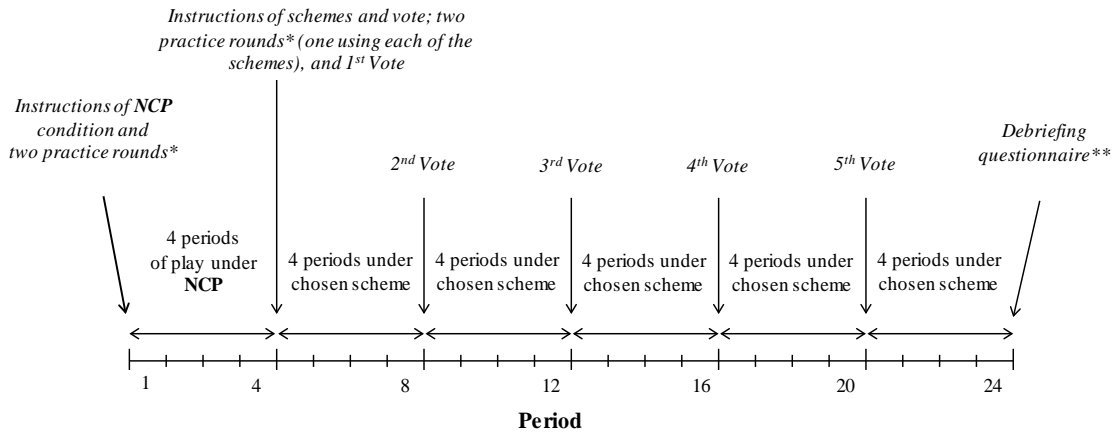 Instructions of schemes and vote; two
practice rounds* (one using each of the
schemes), and 1st Vote
Instructions of NCP
condition and
two practice rounds*
2nd Vote
3rd Vote
4th Vote
5th Vote
Debriefing
questionnaire**
4 periods
of play under
NCP
4 periods under
chosen scheme
4 periods under
chosen scheme
4 periods under
chosen scheme
4 periods under
chosen scheme
4 periods under
chosen scheme
1 4 8 12 16 20 24
Period